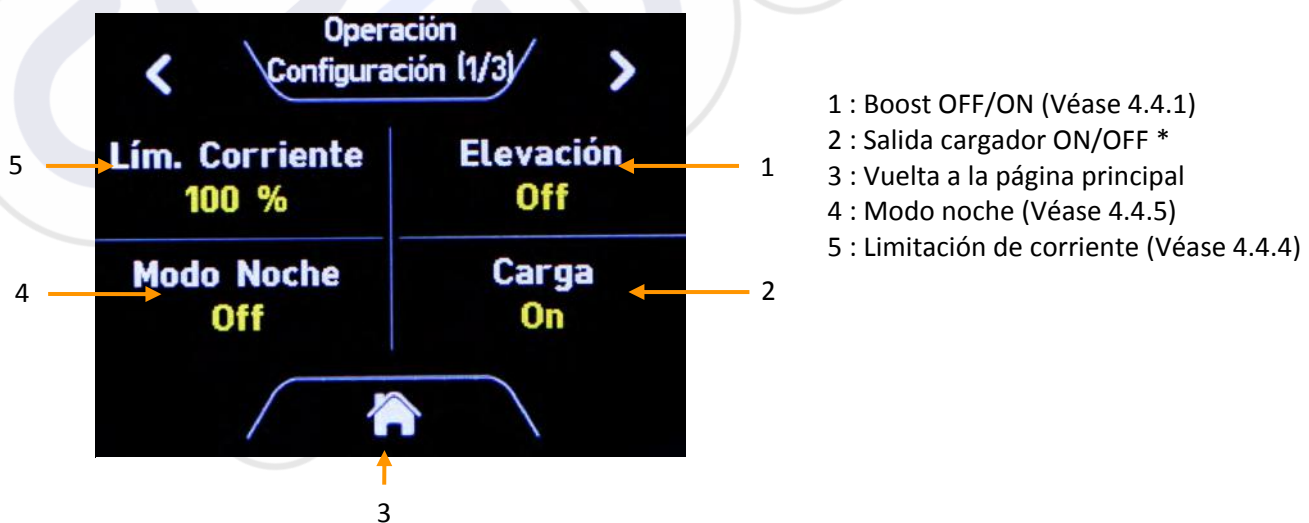 Operación
Configuración (1/3)
Lím. Corriente
100 %
Elevación
Off
Modo Noche
Off
Carga
On
5
1
4
2
3
1 : Boost OFF/ON (Véase 4.4.1)
2 : Salida cargador ON/OFF *
3 : Vuelta a la página principal
4 : Modo noche (Véase 4.4.5)
5 : Limitación de corriente (Véase 4.4.4)